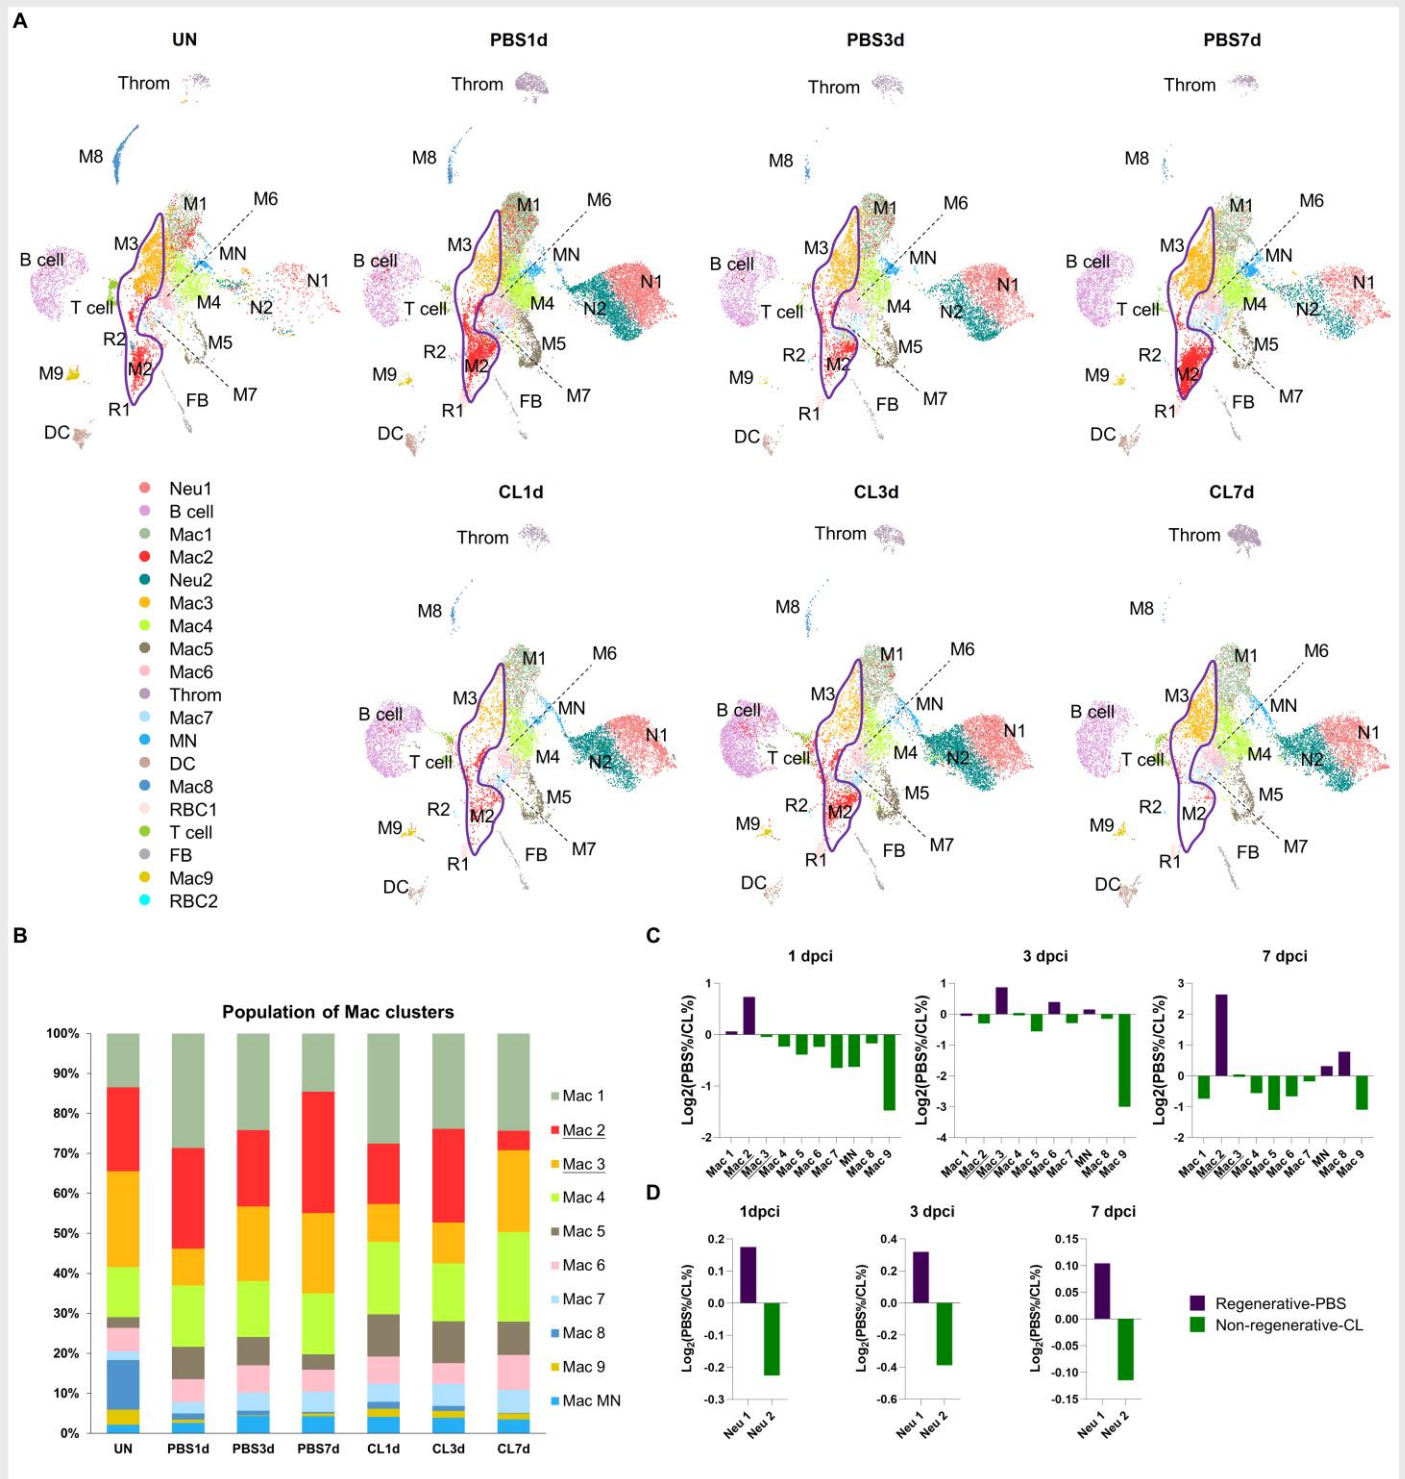 A
UN
PBS1d
PBS3d
PBS7d
Throm
M8
M1
M6
M3
MN
B cell
N1
T cell
M4
N2
R2
M5
M2
M9
M7
R1
FB
DC
Throm
M8
M1
M6
M3
MN
B cell
N1
T cell
M4
N2
R2
M5
M2
M9
M7
R1
FB
DC
Throm
M8
M1
M6
M3
MN
B cell
N1
T cell
M4
N2
R2
M5
M2
M9
M7
R1
FB
DC
Throm
M8
M1
M6
M3
MN
B cell
N1
T cell
M4
N2
R2
M5
M2
M9
M7
R1
FB
DC
Neu1
B cell
Mac1
Mac2
Neu2
Mac3
Mac4
Mac5
Mac6
Throm
Mac7
MN
DC
Mac8
RBC1
T cell
FB
Mac9
RBC2
CL1d
CL3d
CL7d
Throm
M8
M1
M6
M3
MN
B cell
N1
T cell
M4
N2
M5
M2
M9
M7
R1
FB
DC
Throm
M8
M1
M6
M3
MN
B cell
N1
T cell
M4
N2
R2
M5
M2
M9
M7
R1
FB
DC
Throm
M8
M1
M6
M3
MN
B cell
N1
T cell
M4
N2
R2
M5
M2
M9
M7
R1
FB
DC
B
Population of Mac clusters
100%
90%
80%
70%
60%
50%
40%
30%
20%
10%
0%
UN
PBS1d
PBS3d
PBS7d
CL1d
CL3d
CL7d
Mac 1
Mac 2
Mac 3
Mac 4
Mac 5
Mac 6
Mac 7
Mac 8
Mac 9
Mac MN
C
1 dpci
Log2(PBS%/CL%)
1
0
-1
-2
Mac 1
Mac 2
Mac 3
Mac 4
Mac 5
Mac 6
Mac 7
MN
Mac 8
Mac 9
3 dpci
Log2(PBS%/CL%)
1
0
-1
-2
-3
-4
Mac 1
Mac 2
Mac 3
Mac 4
Mac 5
Mac 6
Mac 7
MN
Mac 8
Mac 9
7 dpci
Log2(PBS%/CL%)
3
2
1
0
-1
-2
Mac 1
Mac 2
Mac 3
Mac 4
Mac 5
Mac 6
Mac 7
MN
Mac 8
Mac 9
D
1dpci
Log₂(PBS%/CL%)
0.2
0.1
0.0
-0.1
-0.2
-0.3
Neu 1
Neu 2
3 dpci
Log₂(PBS%/CL%)
0.4
0.2
0.0
-0.2
-0.4
-0.6
Neu 1
Neu 2
7 dpci
Log₂(PBS%/CL%)
0.15
0.10
0.05
0.00
-0.05
-0.10
-0.15
Neu 1
Neu 2
Regenerative-PBS
Non-regenerative-CL